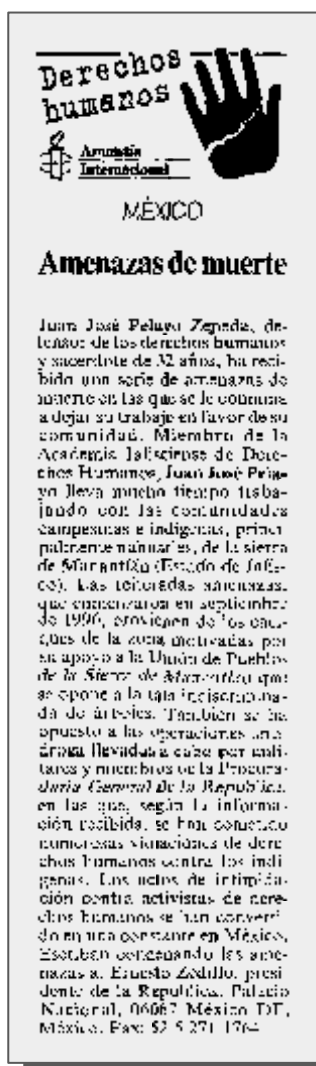 Derechos
humanos
Amnistía
Internacional
MÉXICO
Amenazas de muerte
Juan José Pelayo Zepeda, de-
fensor de los derechos humanos
y sacerdote de 32 años, ha reci-
bido una serie de amenazas de
muerte en las que se le conmina
a dejar su trabajo en favor de su
comunidad. Miembro de la
Academia Jalisciense de Dere-
chos Humanos, Juan José Pela-
yo lleva mucho tiempo traba-
jando con las comunidades
campesinas e indígenas, princi-
palmente nahuales, de la sierra
de Manantlán (Estado de Jalis-
co). Las reiteradas amenazas,
que comenzaron en septiembre
de 1996, provienen de los caci-
ques de la zona motivadas por
su apoyo a la Unión de Pueblos
de la Sierra de Manantlán que
se opone a la tala indiscrimina-
da de árboles. También se ha
opuesto a las operaciones anti-
droga llevadas a cabo por mili-
tares y miembros de la Procura-
duría General de la República,
en las que, según la informa-
ción recibida, se han cometido
numerosas violaciones de dere-
chos humanos contra los indí-
genas. Los actos de intimida-
ción contra activistas de dere-
chos humanos se han converti-
do en una constante en México.
Escriban condenando las ame-
nazas a: Ernesto Zedillo, presi-
dente de la República. Palacio
Nacional, 06067 México DF,
México. Fax: 52 5 271 1764